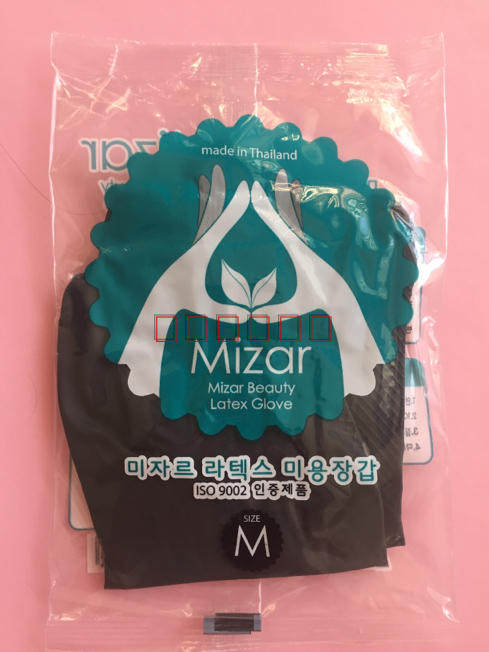 made in Thailand
Mizar
Mizar Beauty
Latex Glove
미자르 라텍스 미용장갑
ISO 9002 인증제품
SIZE
M